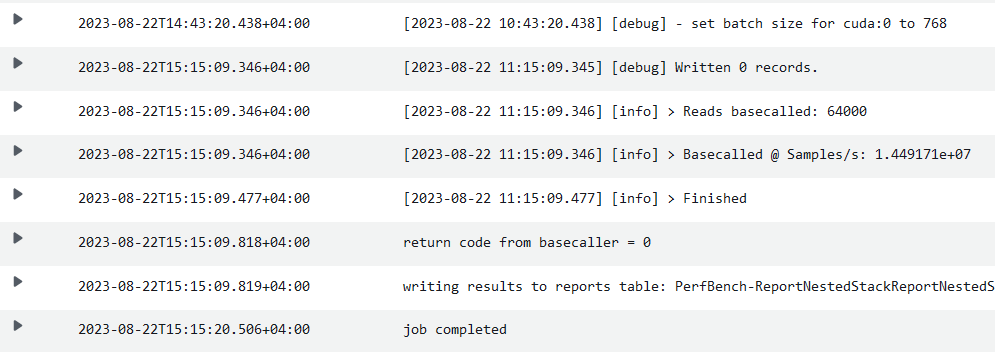 2023-08-22T14:43:20.438+04:00 [2023-08-22 10:43:20.438] [debug] - set batch size for cuda:0 to 768
2023-08-22T15:15:09.346+04:00 [2023-08-22 11:15:09.345] [debug] Written 0 records.
2023-08-22T15:15:09.346+04:00 [2023-08-22 11:15:09.346] [info] > Reads basecalled: 64000
2023-08-22T15:15:09.346+04:00 [2023-08-22 11:15:09.346] [info] > Basecalled @ Samples/s: 1.449171e+07
2023-08-22T15:15:09.477+04:00 [2023-08-22 11:15:09.477] [info] > Finished
2023-08-22T15:15:09.818+04:00 return code from basecaller = 0
2023-08-22T15:15:09.819+04:00 writing results to reports table: PerfBench-ReportNestedStackReportNestedS
2023-08-22T15:15:20.506+04:00 job completed